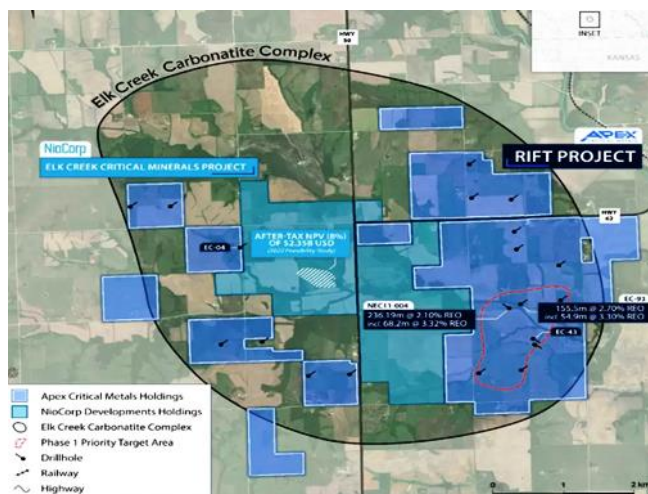 HWY
50
INSET
KANSAS
Elk Creek Carbonatite Complex
NioCorp
ELK CREEK CRITICAL MINERALS PROJECT
APEX
RIFT PROJECT
HWY
62
EC-04
AFTER-TAX NPV (8%)
OF $2.35B USD
(2022 Feasibility Study)
NEC11-004
236.19m @ 2.10% REO
incl. 68.2m @ 3.32% REO
EC-93
155.5m @ 2.70% REO
incl. 54.9m @ 3.30% REO
EC-43
Apex Critical Metals Holdings
NioCorp Developments Holdings
Elk Creek Carbonatite Complex
Phase 1 Priority Target Area
Drillhole
Railway
Highway
0
1
2 k